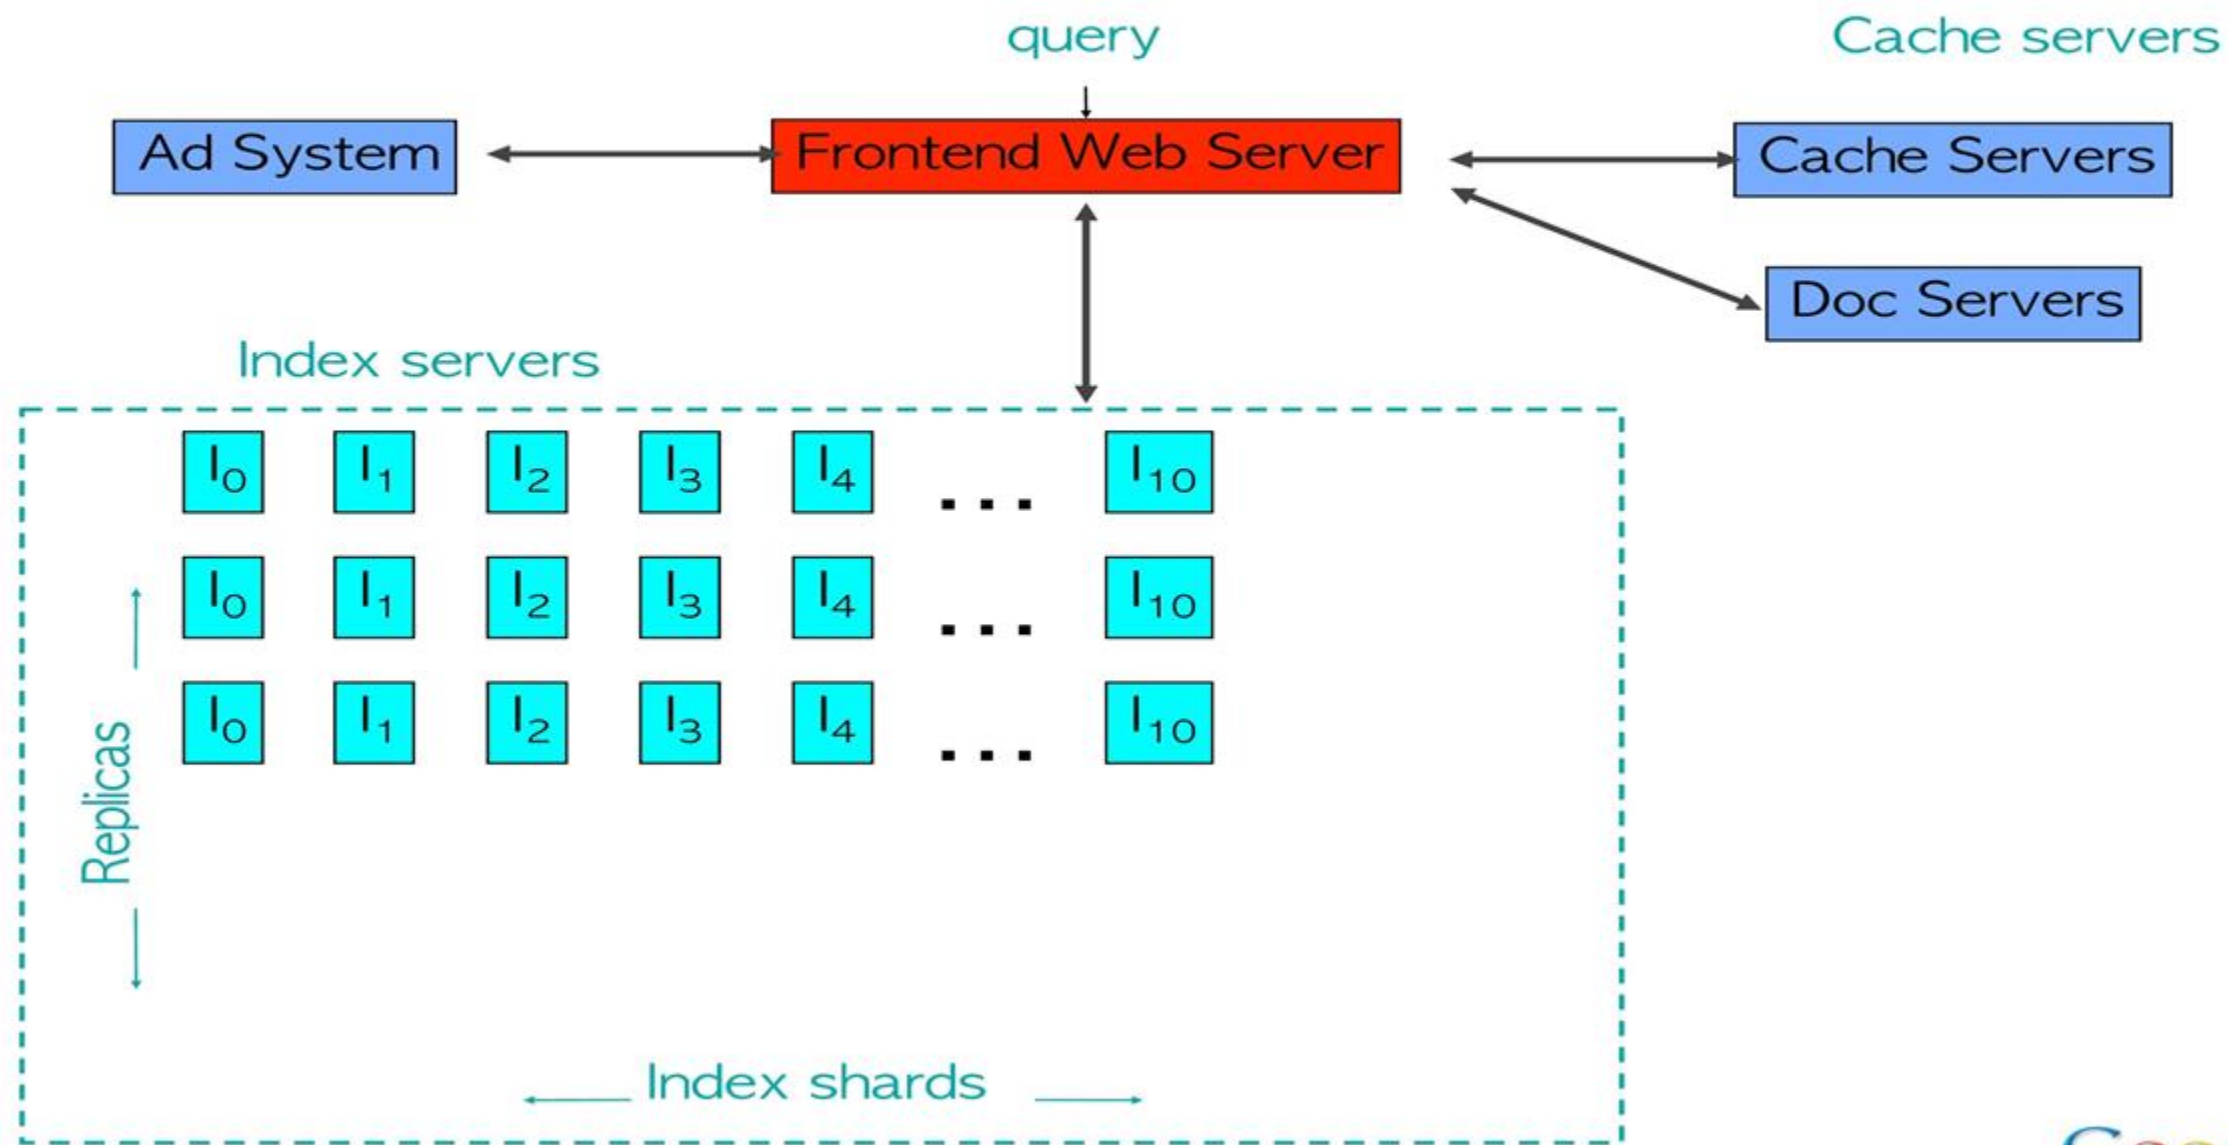 query
Cache servers
Ad System
Frontend Web Server
Cache Servers
Doc Servers
Index servers
I0 I1 I2 I3 I4 ... I10
I0 I1 I2 I3 I4 ... I10
I0 I1 I2 I3 I4 ... I10
Replicas
Index shards